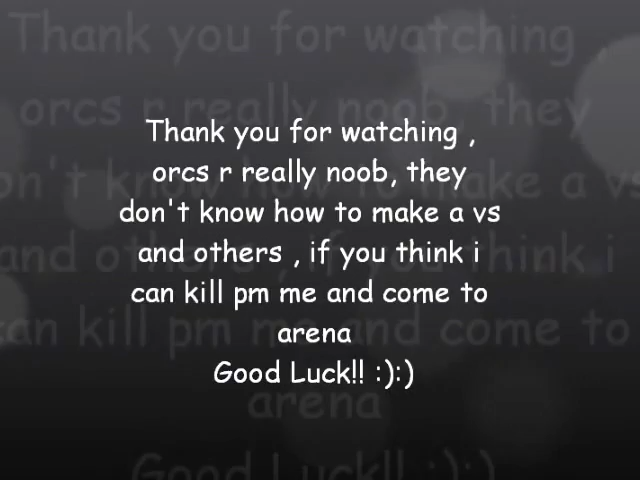 Thank you for watching ,
orcs r really noob, they
don't know how to make a vs
and others , if you think i
can kill pm me and come to
arena
Good Luck!! :):)